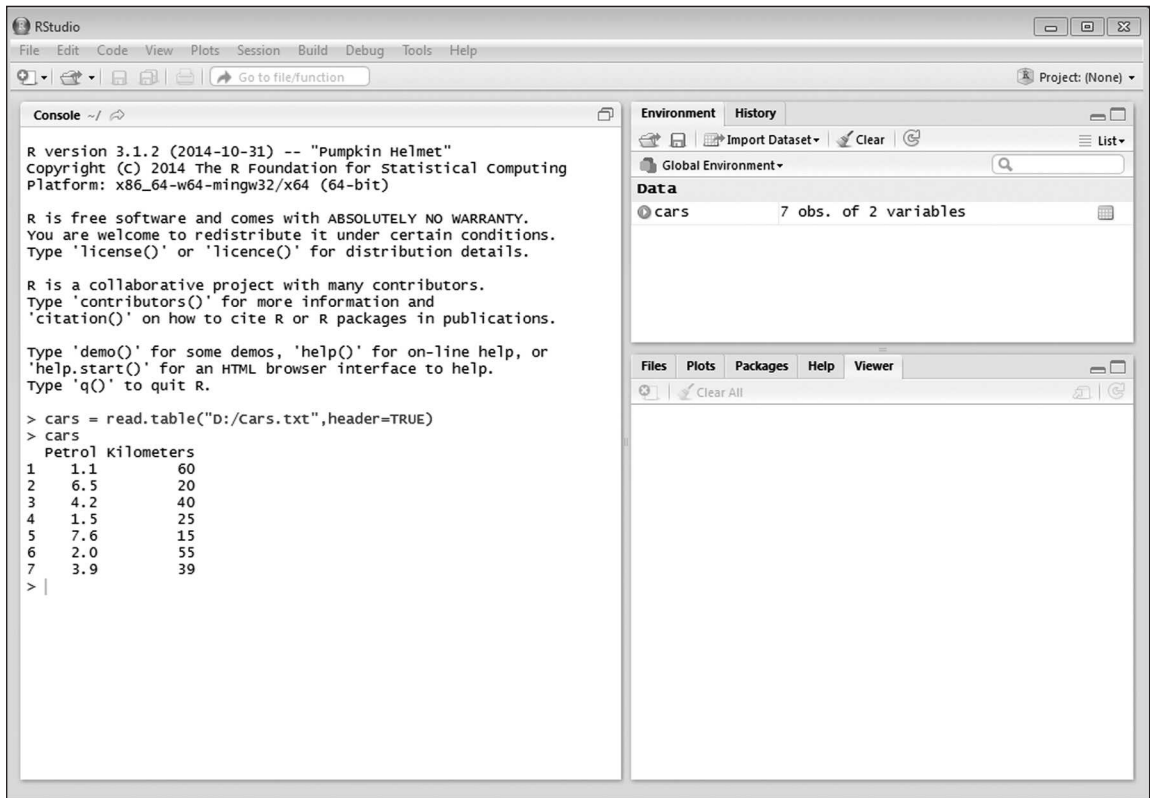 RStudio
File Edit Code View Plots Session Build Debug Tools Help
Go to file/function
Project: (None)
Console ~/
R version 3.1.2 (2014-10-31) -- "Pumpkin Helmet"
Copyright (C) 2014 The R Foundation for Statistical Computing
Platform: x86_64-w64-mingw32/x64 (64-bit)
R is free software and comes with ABSOLUTELY NO WARRANTY.
You are welcome to redistribute it under certain conditions.
Type 'license()' or 'licence()' for distribution details.
R is a collaborative project with many contributors.
Type 'contributors()' for more information and
'citation()' on how to cite R or R packages in publications.
Type 'demo()' for some demos, 'help()' for on-line help, or
'help.start()' for an HTML browser interface to help.
Type 'q()' to quit R.
> cars = read.table("D:/Cars.txt",header=TRUE)
> cars
Petrol Kilometers
1 1.1 60
2 6.5 20
3 4.2 40
4 1.5 25
5 7.6 15
6 2.0 55
7 3.9 39
>
Environment History
Import Dataset Clear List
Global Environment
Data
cars 7 obs. of 2 variables
Files Plots Packages Help Viewer
Clear All